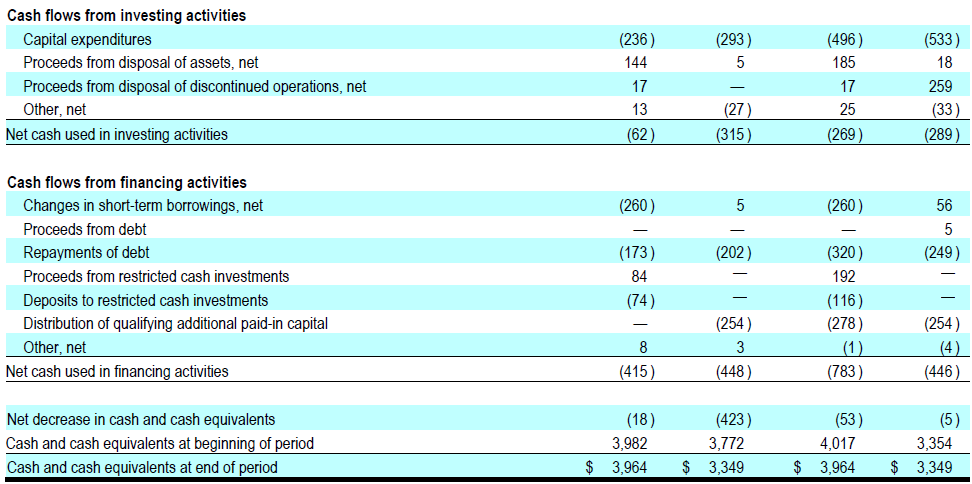 Cash flows from investing activities
Capital expenditures (236) (293) (496) (533)
Proceeds from disposal of assets, net 144 5 185 18
Proceeds from disposal of discontinued operations, net 17 — 17 259
Other, net 13 (27) 25 (33)
Net cash used in investing activities (62) (315) (269) (289)
Cash flows from financing activities
Changes in short-term borrowings, net (260) 5 (260) 56
Proceeds from debt — — — 5
Repayments of debt (173) (202) (320) (249)
Proceeds from restricted cash investments 84 — 192 —
Deposits to restricted cash investments (74) — (116) —
Distribution of qualifying additional paid-in capital — (254) (278) (254)
Other, net 8 3 (1) (4)
Net cash used in financing activities (415) (448) (783) (446)
Net decrease in cash and cash equivalents (18) (423) (53) (5)
Cash and cash equivalents at beginning of period 3,982 3,772 4,017 3,354
Cash and cash equivalents at end of period $ 3,964 $ 3,349 $ 3,964 $ 3,349